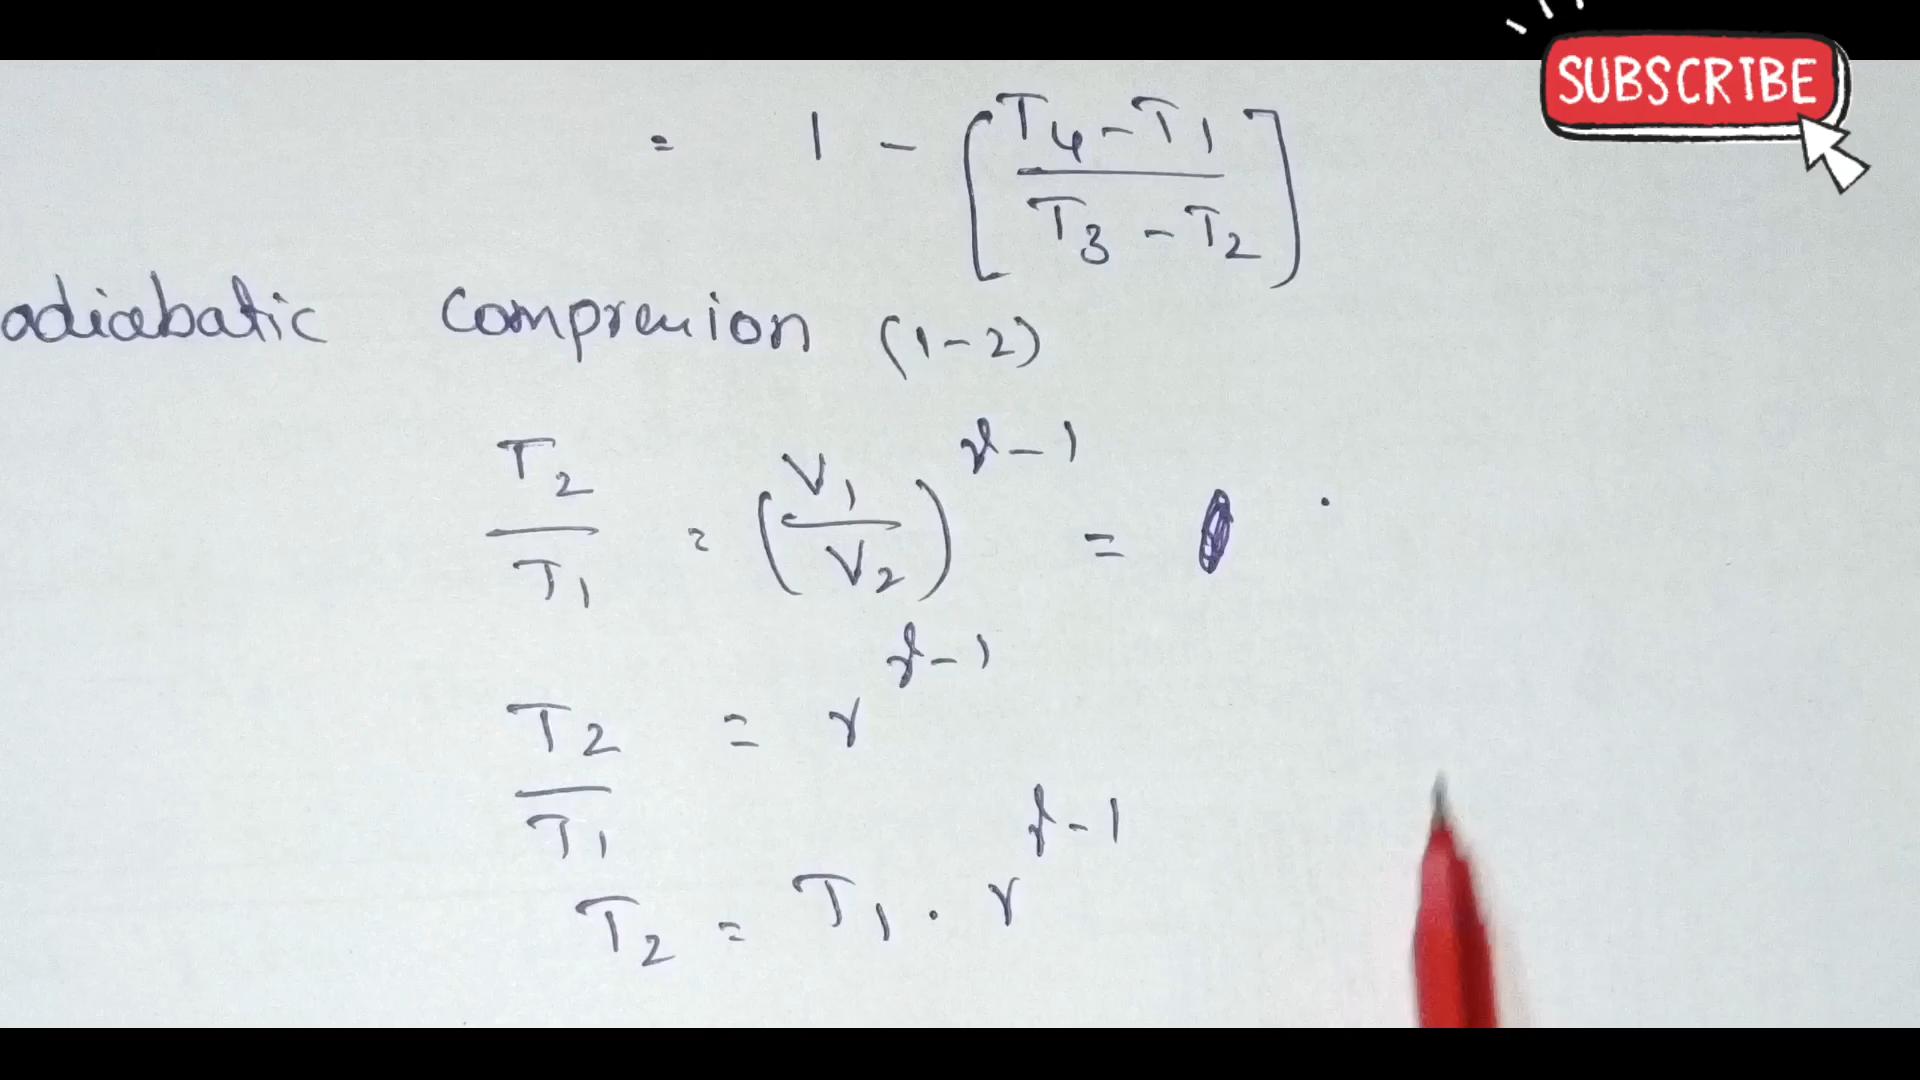 SUBSCRIBE
= 1 - [T4 - T1 / T3 - T2]
adiabatic compression (1-2)
T2/T1 = (V1/V2)^γ-1 =
T2/T1 = r^γ-1
T2 = T1 . r^γ-1